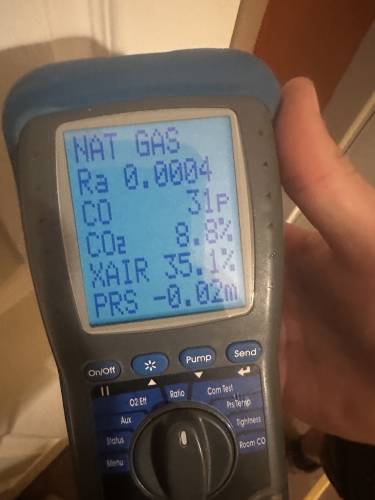 NAT GAS
Ra 0.0004
CO 31p
CO₂ 8.8%
XAIR 35.1%
PRS -0.02m
On/Off Pump Send
Ratio
O2 Eff Com Test
Aux Prs Temp
Status Tightness
Menu Room CO